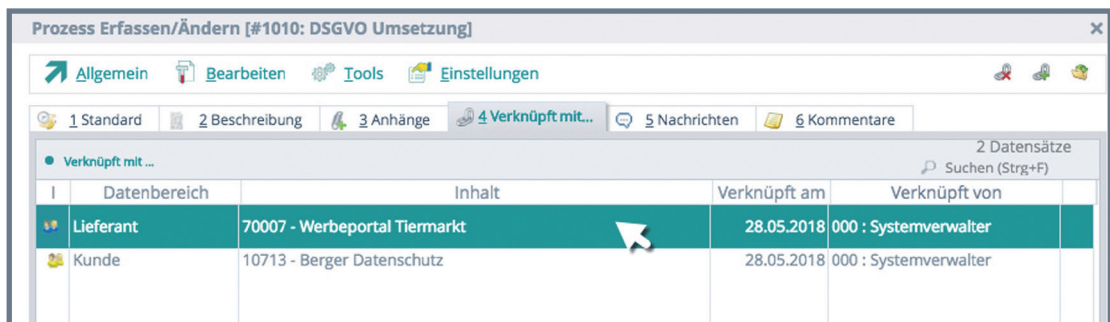 Prozess Erfassen/Ändern [#1010: DSGVO Umsetzung]
Allgemein Bearbeiten Tools Einstellungen
1 Standard 2 Beschreibung 3 Anhänge 4 Verknüpft mit... 5 Nachrichten 6 Kommentare
2 Datensätze
Verknüpft mit ...
Suchen (Strg+F)
I Datenbereich Inhalt Verknüpft am Verknüpft von
Lieferant 70007 - Werbeportal Tiermarkt 28.05.2018 000 : Systemverwalter
Kunde 10713 - Berger Datenschutz 28.05.2018 000 : Systemverwalter